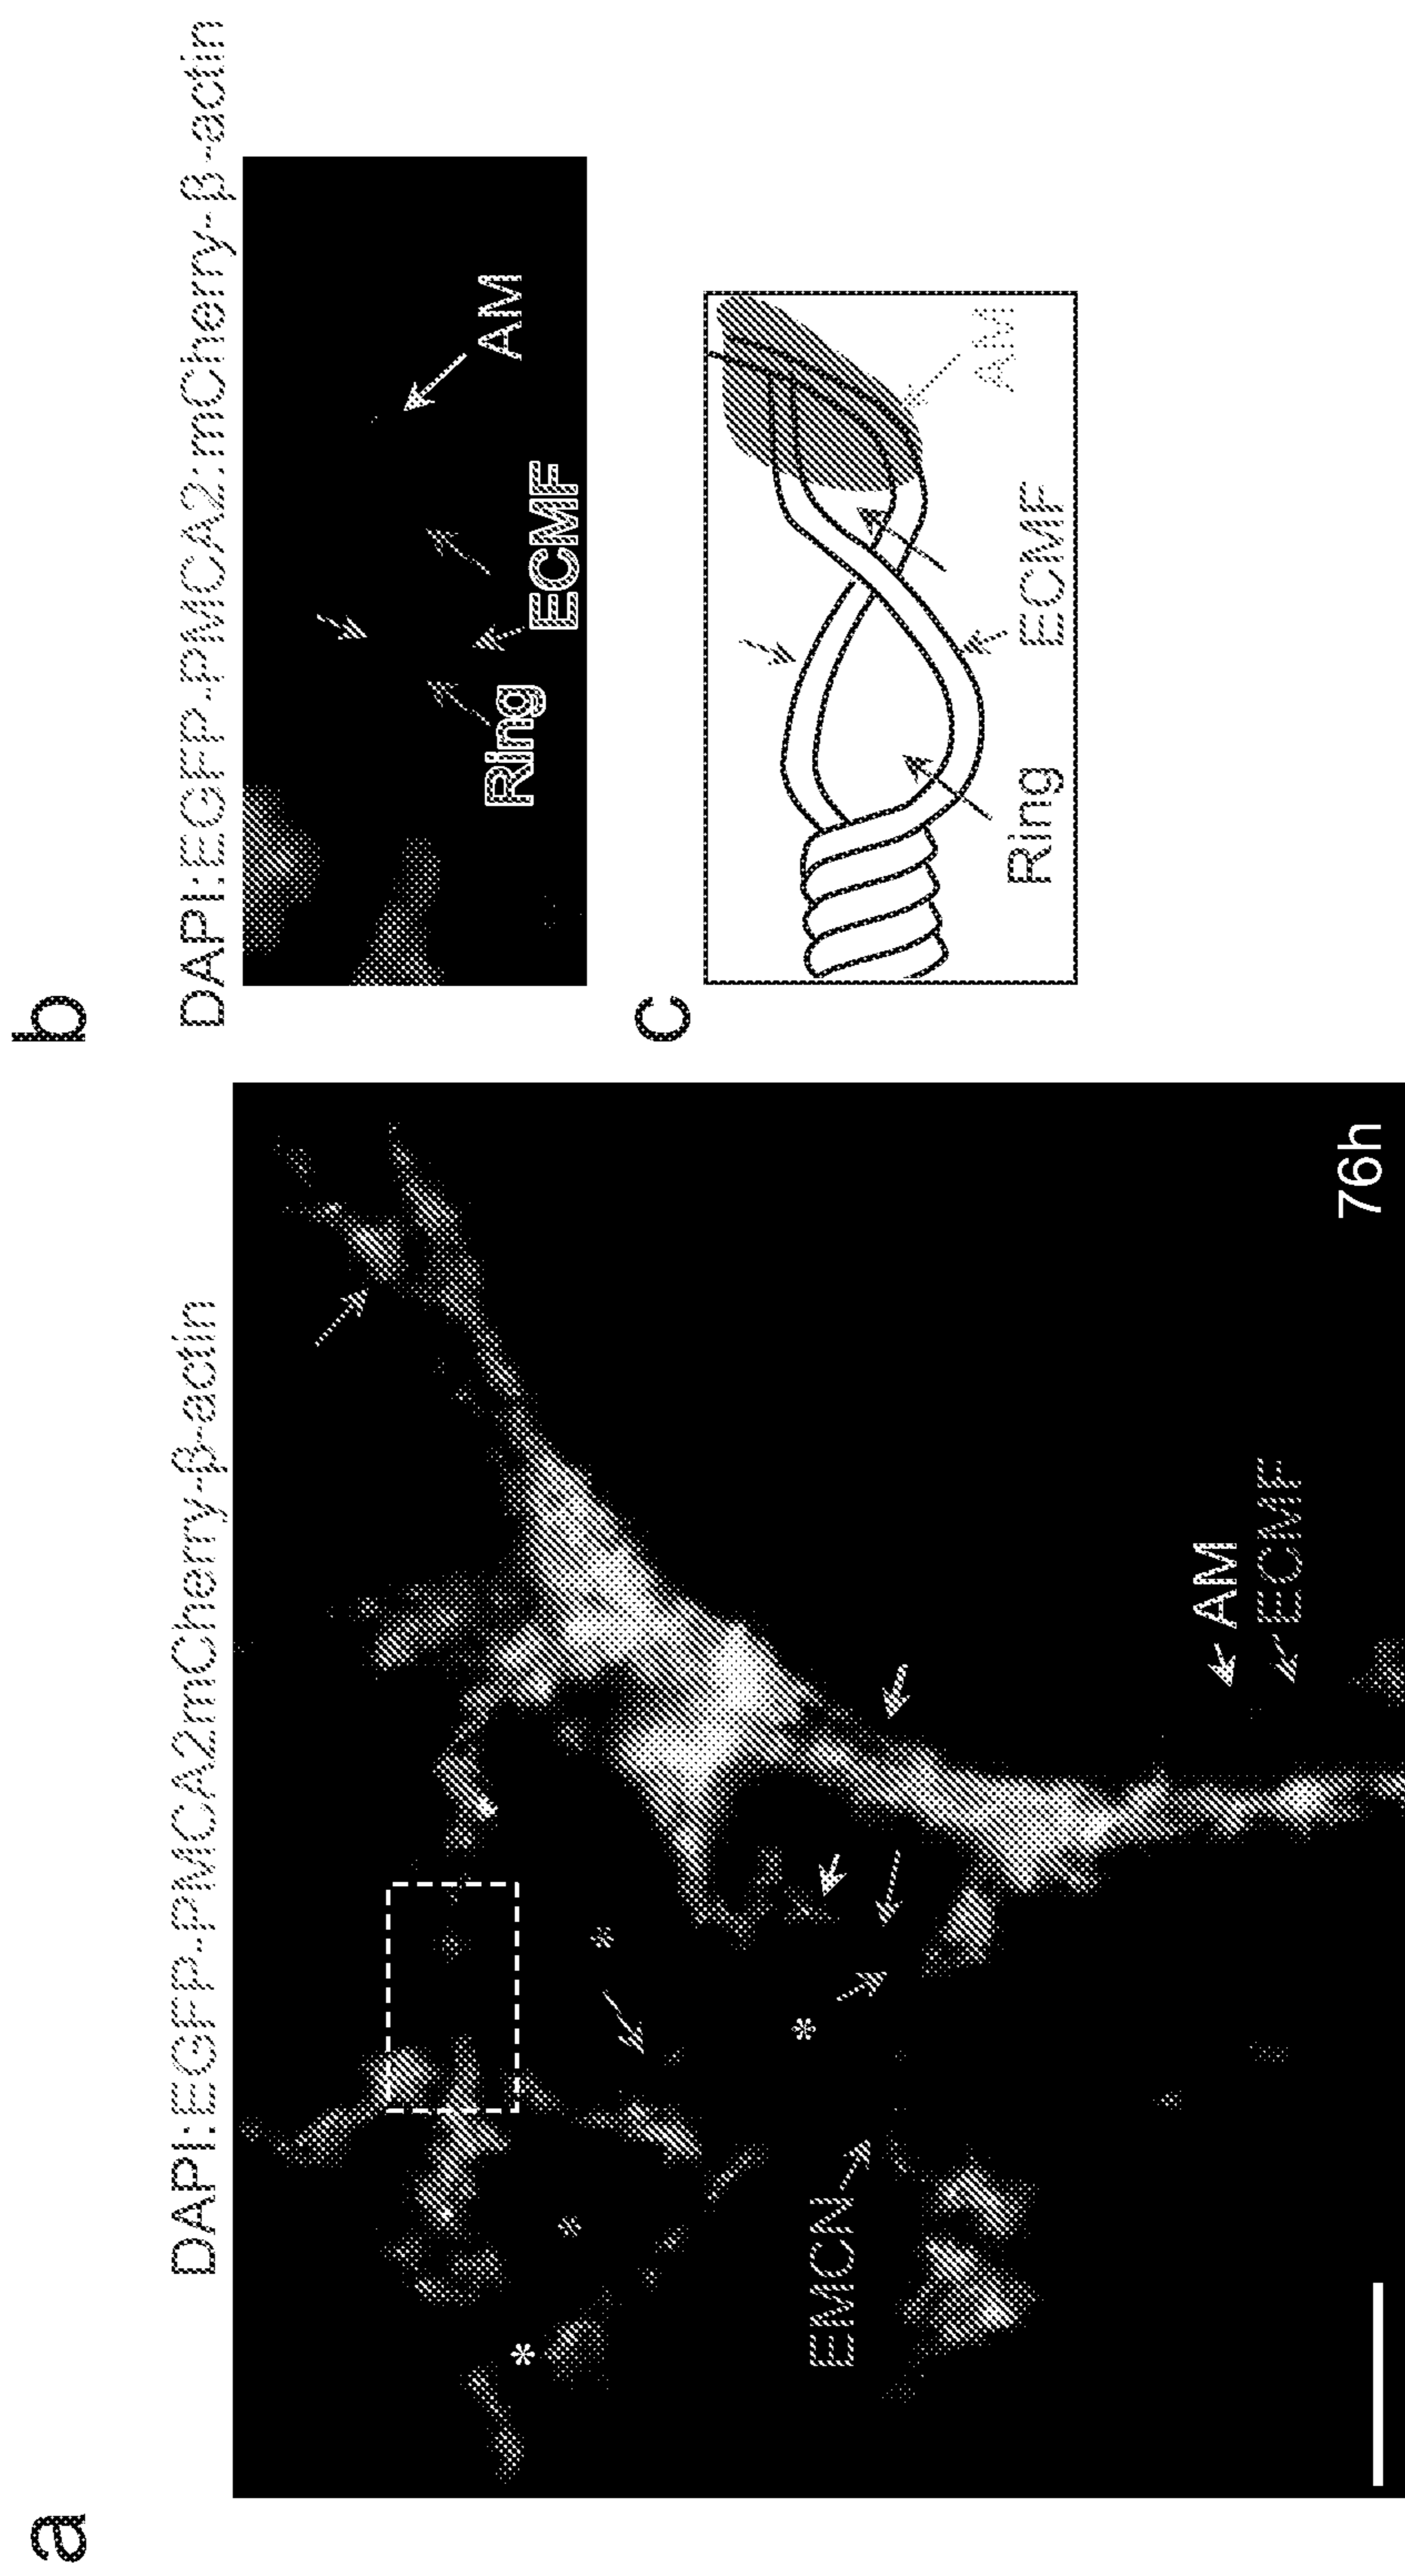 a
DAPI:EGFP-PMCA2mCherry-β-actin
*
*
*
*
EMCN
AM
ECMF
76h
b
DAPI:EGFP-PMCA2:mCherry-β-actin
Ring
ECMF
AM
c
Ring
ECMF
AM